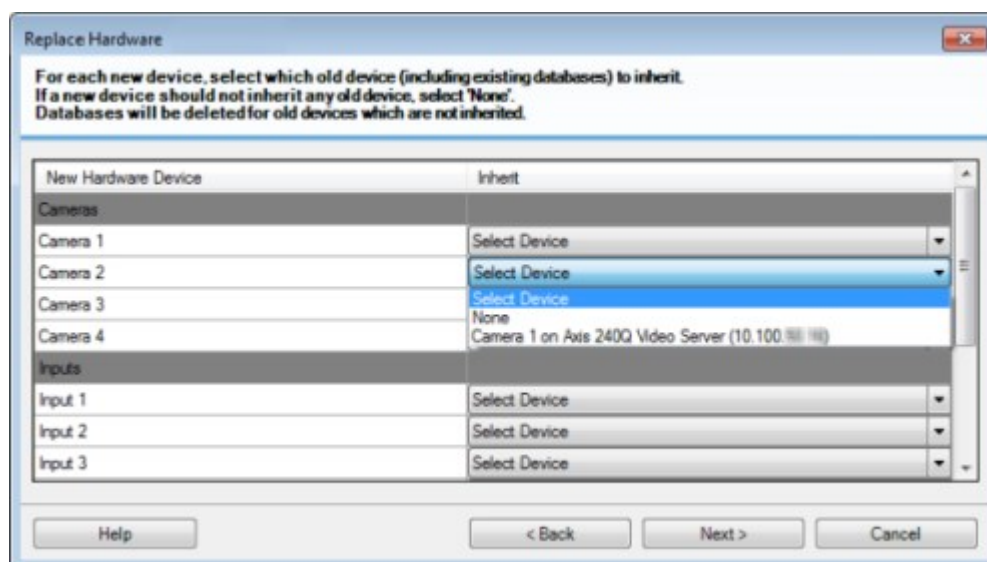 Replace Hardware
For each new device, select which old device (including existing databases) to inherit.
If a new device should not inherit any old device, select 'None'.
Databases will be deleted for old devices which are not inherited.
New Hardware Device Inherit
Cameras
Camera 1 Select Device
Camera 2 Select Device
Select Device
Camera 3
None
Camera 4 Camera 1 on Axis 240Q Video Server (10.100.
Inputs
Input 1 Select Device
Input 2 Select Device
Input 3 Select Device
Help < Back Next > Cancel